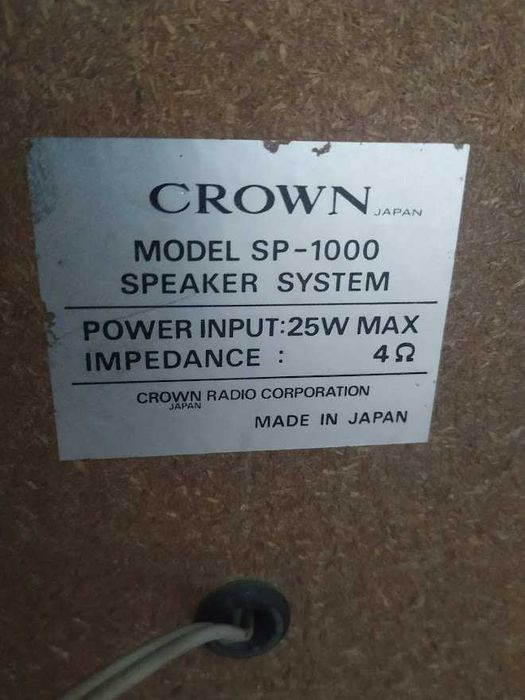 CROWN JAPAN
MODEL SP-1000
SPEAKER SYSTEM
POWER INPUT:25W MAX
IMPEDANCE : 4Ω
CROWN RADIO CORPORATION
JAPAN
MADE IN JAPAN